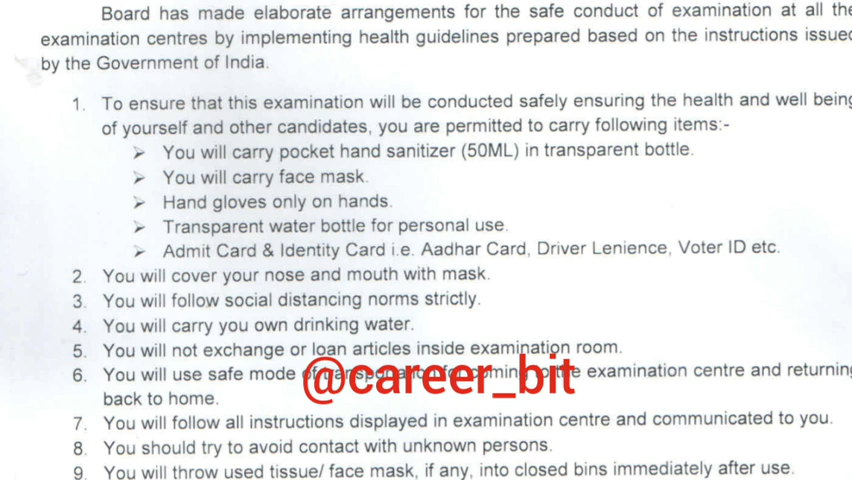 Board has made elaborate arrangements for the safe conduct of examination at all the
examination centres by implementing health guidelines prepared based on the instructions issued
by the Government of India.
1. To ensure that this examination will be conducted safely ensuring the health and well being
of yourself and other candidates, you are permitted to carry following items:-
➢ You will carry pocket hand sanitizer (50ML) in transparent bottle.
➢ You will carry face mask.
➢ Hand gloves only on hands.
➢ Transparent water bottle for personal use.
➢ Admit Card & Identity Card i.e. Aadhar Card, Driver Lenience, Voter ID etc.
2. You will cover your nose and mouth with mask.
3. You will follow social distancing norms strictly.
4. You will carry you own drinking water.
5. You will not exchange or loan articles inside examination room.
6. You will use safe mode of transportation for coming to the examination centre and returning
@career_bit
back to home.
7. You will follow all instructions displayed in examination centre and communicated to you.
8. You should try to avoid contact with unknown persons.
9. You will throw used tissue/ face mask, if any, into closed bins immediately after use.